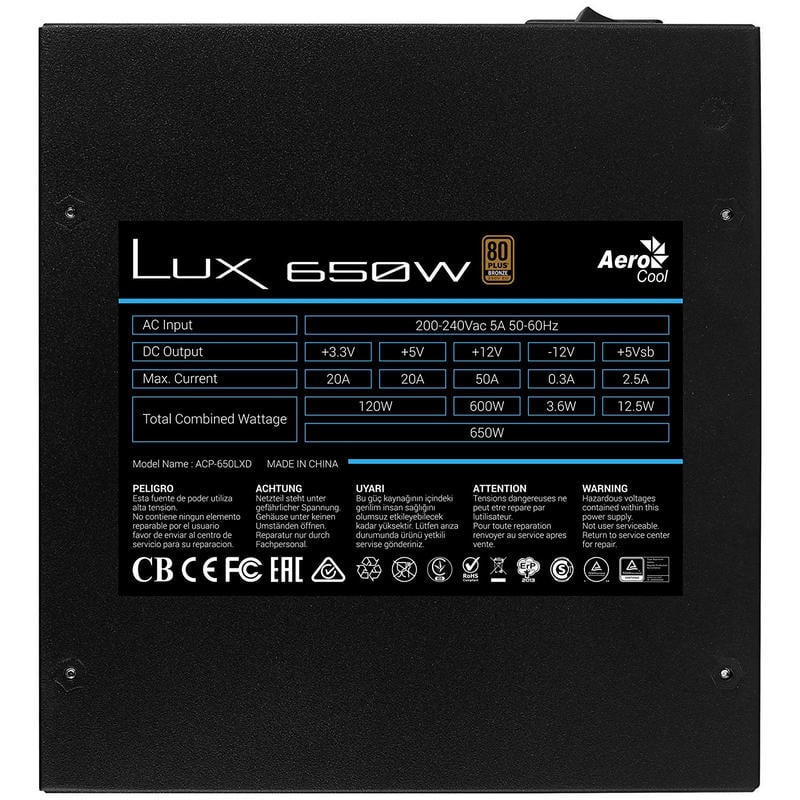 LUX 650W
80
PLUS
BRONZE
230V EU
Aero
Cool
AC Input 200-240Vac 5A 50-60Hz
DC Output +3.3V +5V +12V -12V +5Vsb
Max. Current 20A 20A 50A 0.3A 2.5A
Total Combined Wattage 120W 600W 3.6W 12.5W
650W
Model Name : ACP-650LXD MADE IN CHINA
PELIGRO
Esta fuente de poder utiliza
alta tension.
No contiene ningun elemento
reparable por el usuario
favor de enviar al centro de
servicio para su reparacion.
ACHTUNG
Netzteil steht unter
gefährlicher Spannung.
Gehäuse unter keinen
Umständen öffnen.
Reparatur nur durch
Fachpersonal.
UYARI
Bu güç kaynağının içindeki
gerilim insan sağlığını
olumsuz etkileyebilecek
kadar yüksektir. Lütfen arıza
durumunda ürünü yetkili
servise gönderiniz.
ATTENTION
Tensions dangereuses ne
peut etre repare par
l'utilisateur.
Pour toute reparation
renvoyer au service apres
vente.
WARNING
Hazardous voltages
contained within this
power supply.
Not user serviceable.
Return to service center
for repair.
CB CE FC EAC RoHS ErP S
Compliant 2013